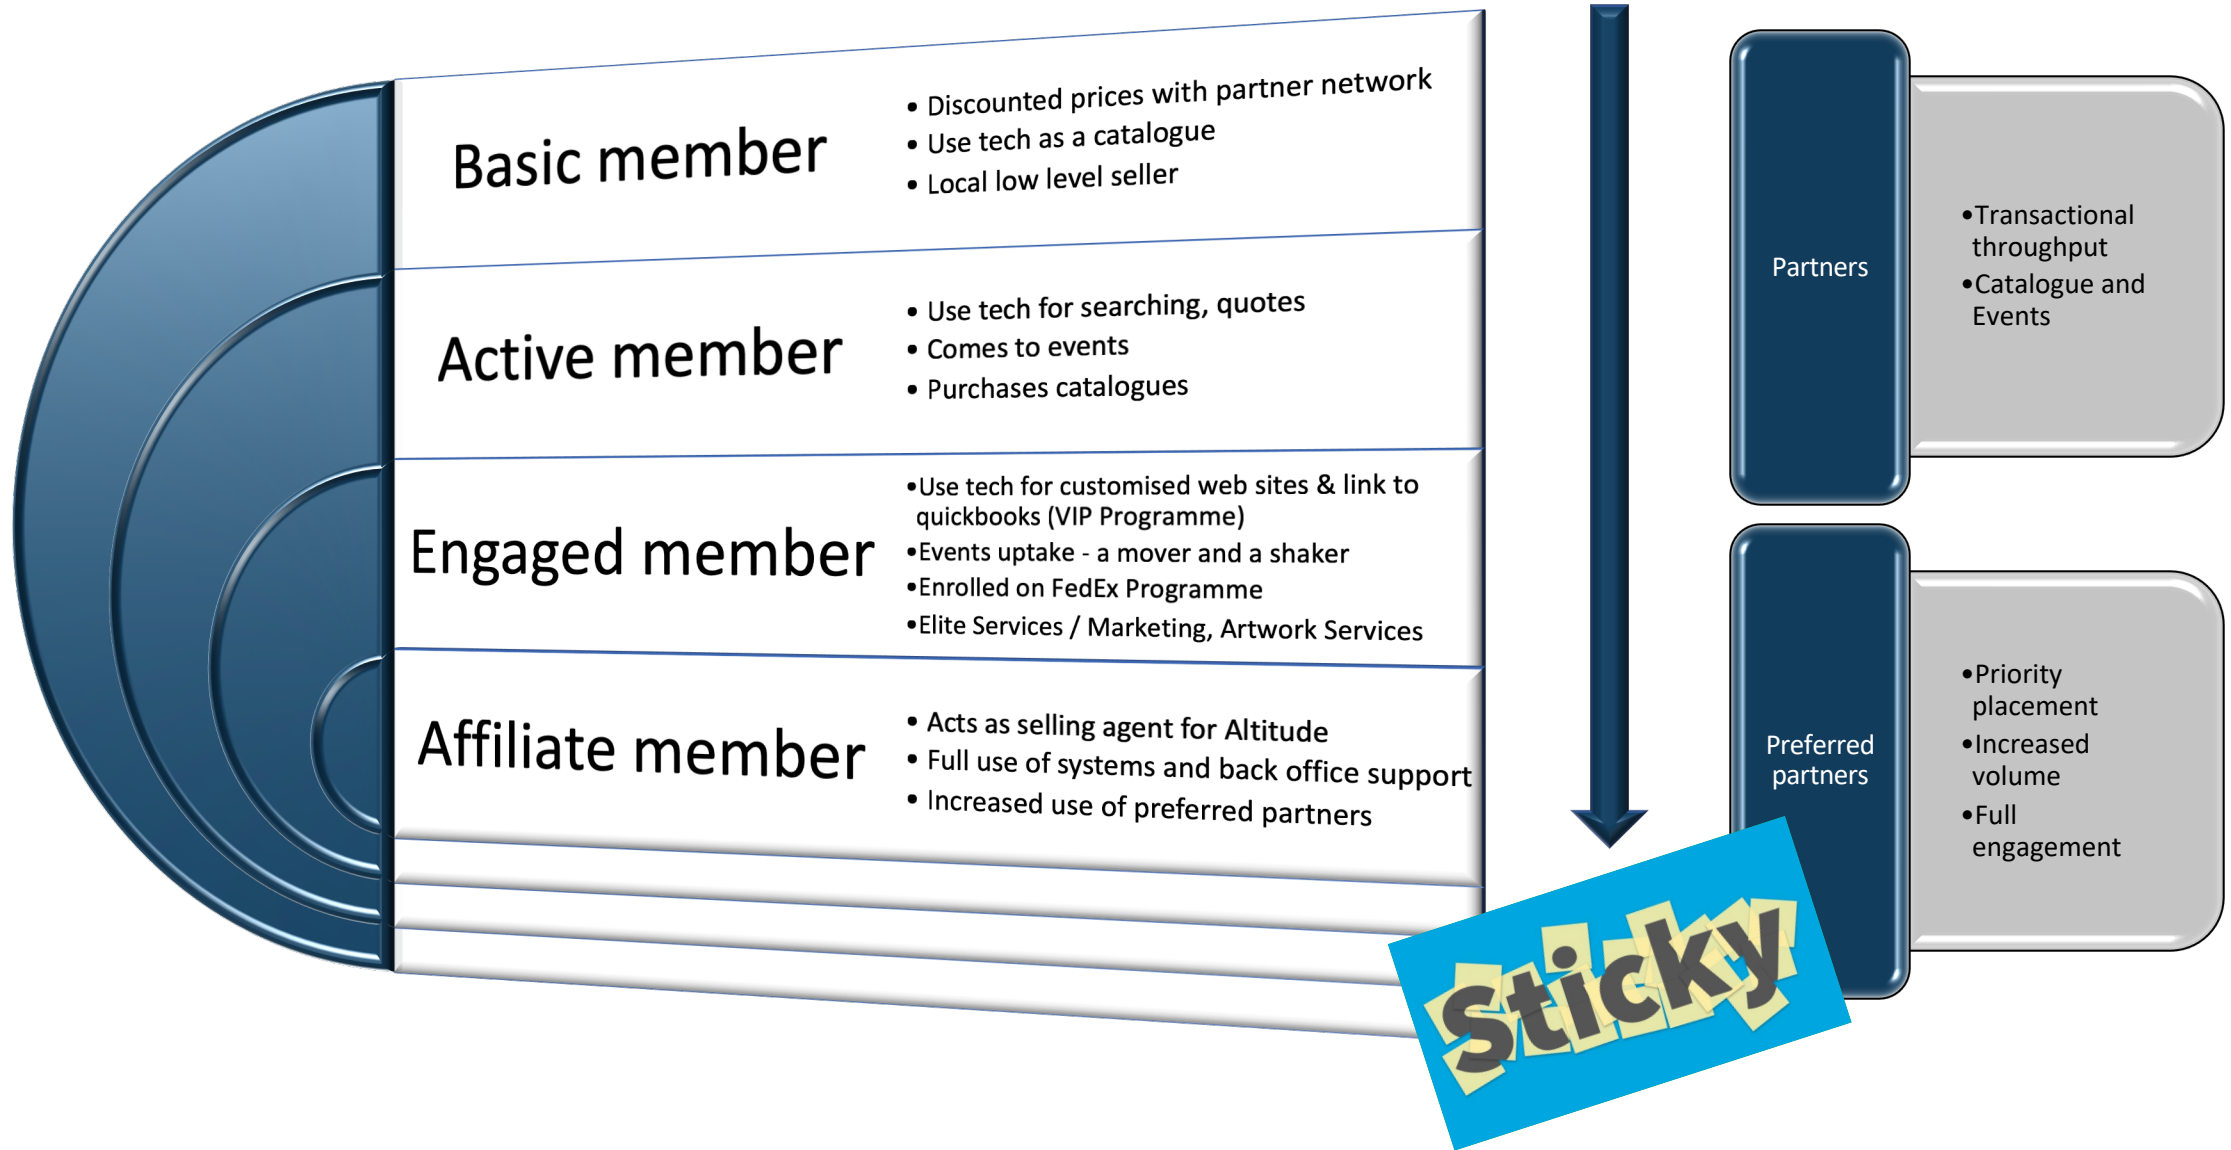 Basic member
• Discounted prices with partner network
• Use tech as a catalogue
• Local low level seller
Active member
• Use tech for searching, quotes
• Comes to events
• Purchases catalogues
Engaged member
•Use tech for customised web sites & link to
quickbooks (VIP Programme)
•Events uptake - a mover and a shaker
•Enrolled on FedEx Programme
•Elite Services / Marketing, Artwork Services
Affiliate member
• Acts as selling agent for Altitude
• Full use of systems and back office support
• Increased use of preferred partners
Partners
•Transactional
throughput
•Catalogue and
Events
Preferred
partners
•Priority
placement
•Increased
volume
•Full
engagement
Sticky